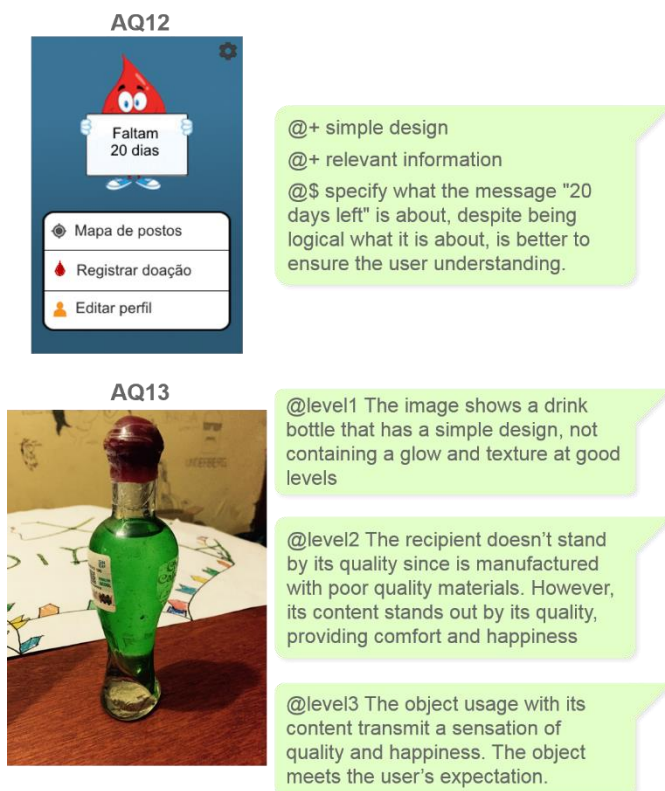 AQ12
Faltam
20 dias
Mapa de postos
Registrar doação
Editar perfil
@+ simple design
@+ relevant information
@$ specify what the message "20
days left" is about, despite being
logical what it is about, is better to
ensure the user understanding.
AQ13
UNDERBERG
@level1 The image shows a drink
bottle that has a simple design, not
containing a glow and texture at good
levels
@level2 The recipient doesn't stand
by its quality since is manufactured
with poor quality materials. However,
its content stands out by its quality,
providing comfort and happiness
@level3 The object usage with its
content transmit a sensation of
quality and happiness. The object
meets the user's expectation.